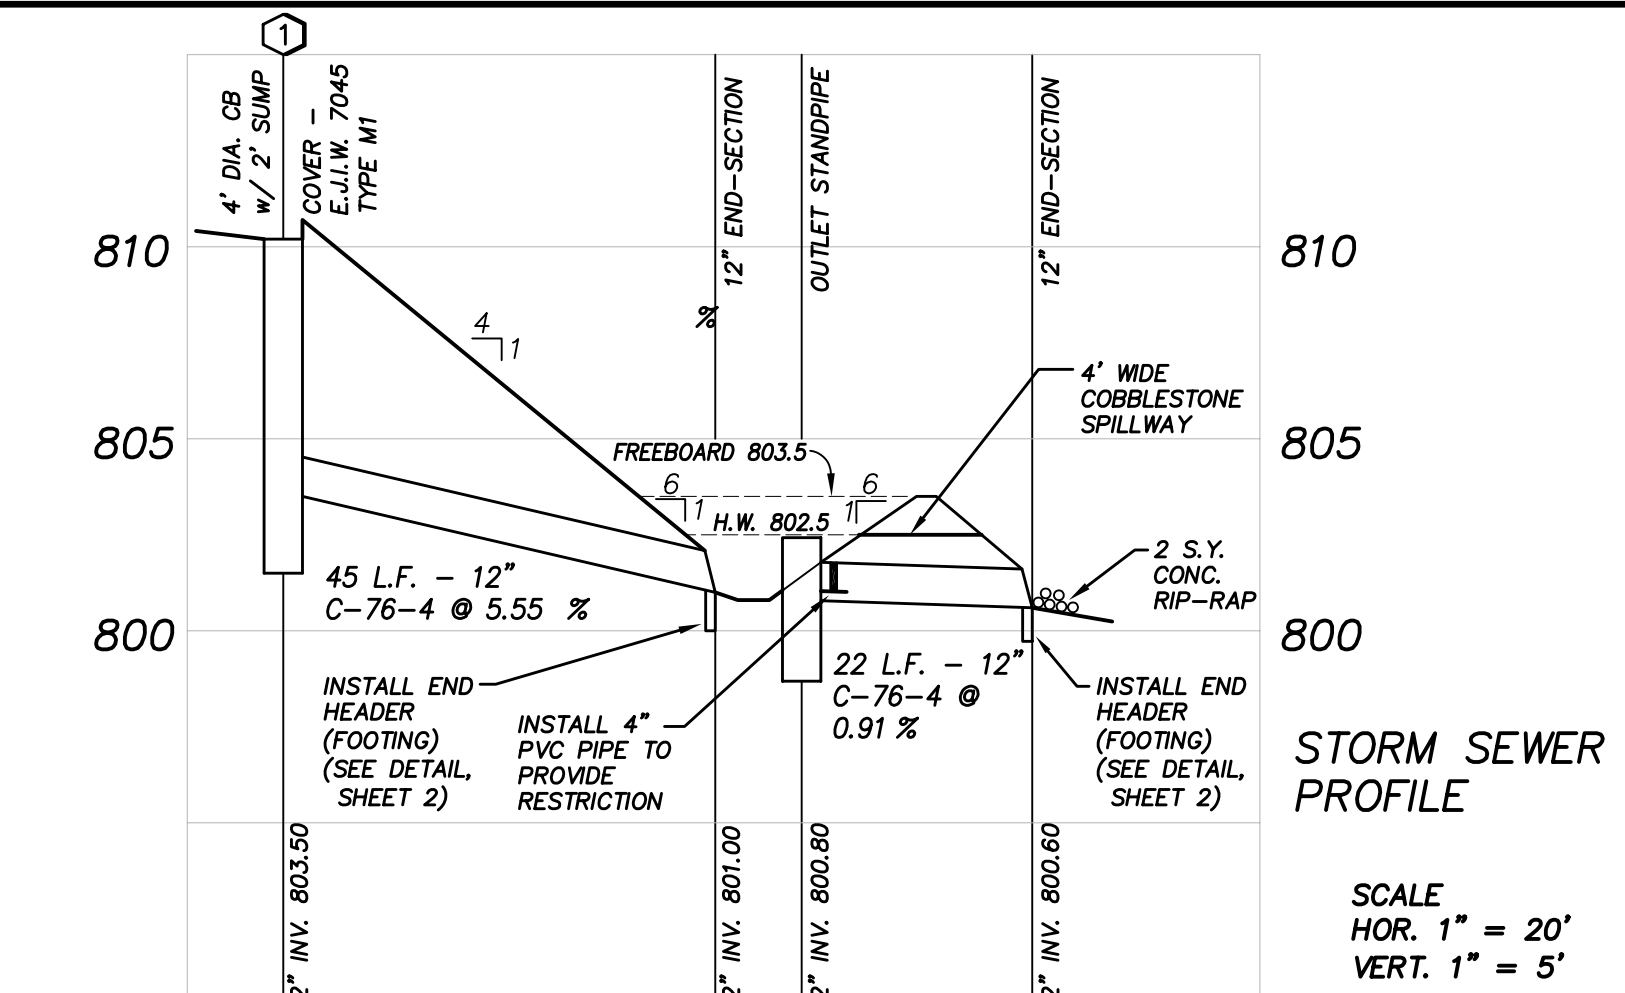 1
4' DIA. CB
w/ 2' SUMP
COVER –
E.J.I.W. 7045
TYPE M1
12" END–SECTION
OUTLET STANDPIPE
12" END–SECTION
810
810
%
4
1
4' WIDE
COBBLESTONE
SPILLWAY
805
805
FREEBOARD 803.5
6
1
6
1
H.W. 802.5
2 S.Y.
CONC.
RIP–RAP
45 L.F. – 12"
C–76–4 @ 5.55 %
800
800
22 L.F. – 12"
C–76–4 @
0.91 %
INSTALL END
HEADER
(FOOTING)
(SEE DETAIL,
SHEET 2)
INSTALL 4"
PVC PIPE TO
PROVIDE
RESTRICTION
INSTALL END
HEADER
(FOOTING)
(SEE DETAIL,
SHEET 2)
STORM SEWER
PROFILE
2" INV. 803.50
2" INV. 801.00
2" INV. 800.80
2" INV. 800.60
SCALE
HOR. 1" = 20'
VERT. 1" = 5'